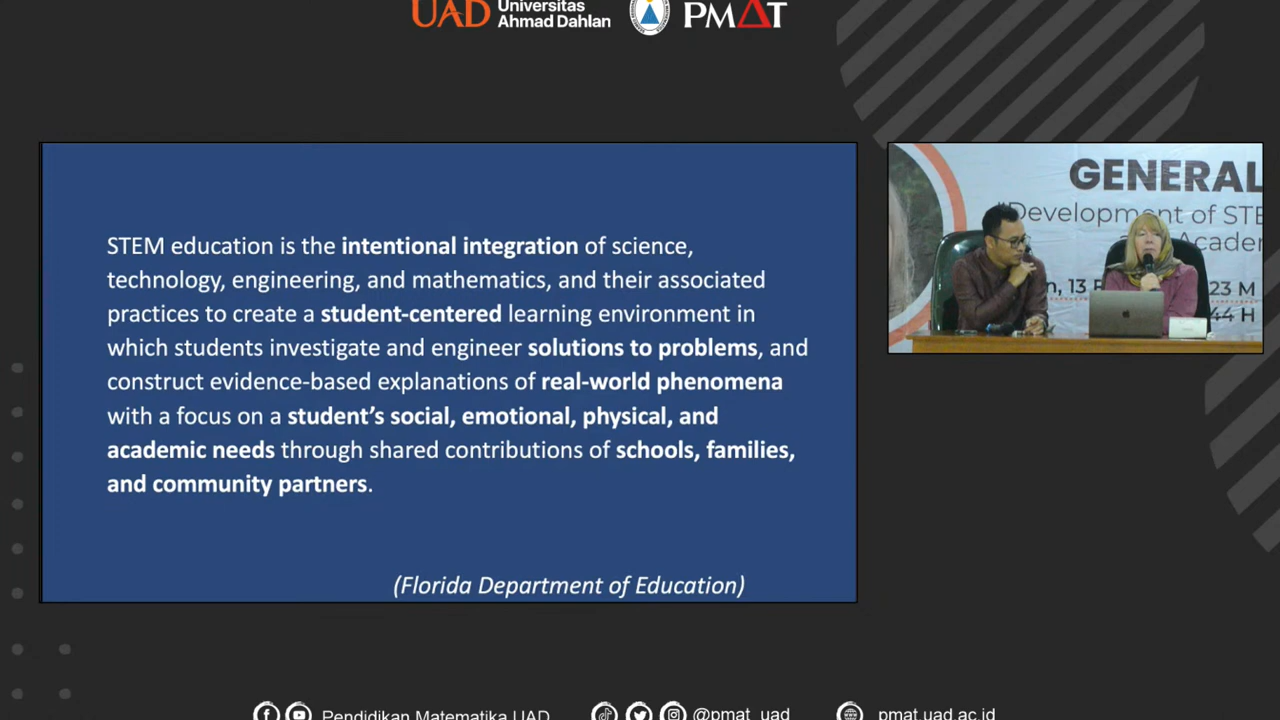 UAD Universitas
Ahmad Dahlan
PMAT
STEM education is the intentional integration of science,
technology, engineering, and mathematics, and their associated
practices to create a student-centered learning environment in
which students investigate and engineer solutions to problems, and
construct evidence-based explanations of real-world phenomena
with a focus on a student's social, emotional, physical, and
academic needs through shared contributions of schools, families,
and community partners.
(Florida Department of Education)
GENERAL
"Development of STE
Acade
13
23 M
44 H
Pendidikan Matematika UAD
@pmat_uad
pmat.uad.ac.id